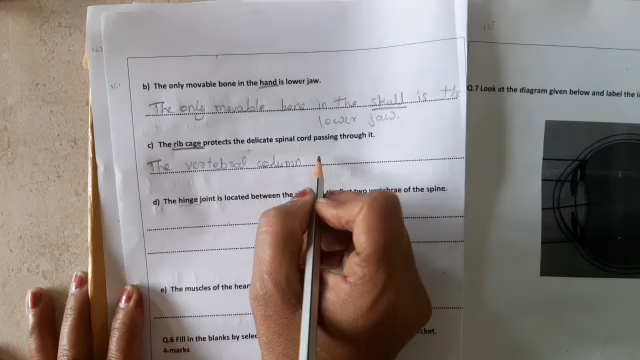 b) The only movable bone in the hand is lower jaw.
The only movable bone in the skull is the
lower jaw.
c) The rib cage protects the delicate spinal cord passing through it.
The vertebral column
d) The hinge joint is located between the two vertebrae of the spine.
e) The muscles of the hear
Q.6 Fill in the blanks by selec cket.
4-marks
Q.7 Look at the diagram given below and label the